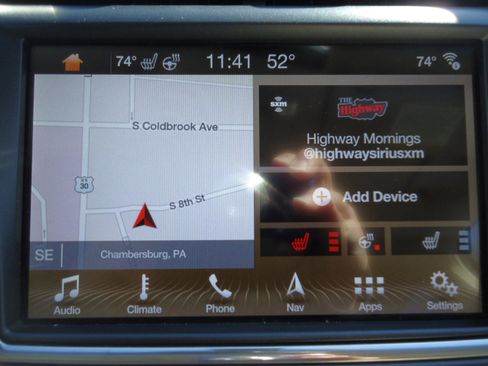 74° 11:41 52° 74°
S Coldbrook Ave
US
30
S 8th St
SE
Chambersburg, PA
sxm
THE
Highway
Highway Mornings
@highwaysiriusxm
Add Device
Audio Climate Phone Nav Apps Settings